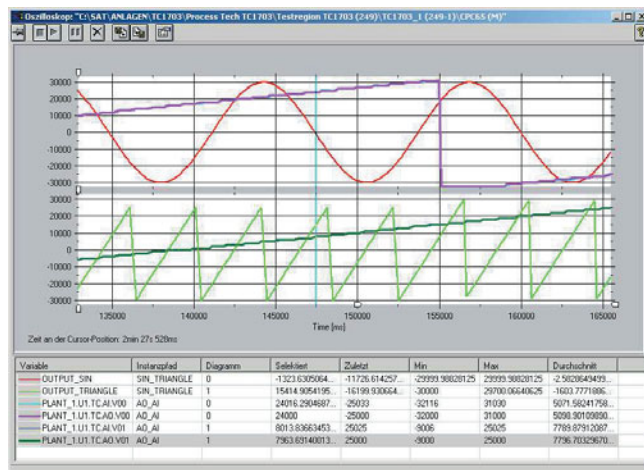 Oszilloskop: "C:\SAT\ANLAGEN\TC1703\Process Tech TC1703\Testregion TC1703 (249)\TC1703_1 (249-1)\CPC65 (M)"
30000
20000
10000
0
-10000
-20000
-30000
30000
20000
10000
0
-10000
-20000
-30000
135000 140000 145000 150000 155000 160000 165000
Time [ms]
Zeit an der Cursor-Position: 2min 27s 528ms
Variable Instanzpfad Diagramm Selektiert Zuletzt Min Max Durchschnitt
OUTPUT_SIN SIN_TRIANGLE 0 -1323.6305064... -11726.614257... -29999.98828125 29999.98828125 -2.5828649499...
OUTPUT_TRIANGLE SIN_TRIANGLE 1 15414.9054195... -16199.930664... -30000 29700.06640625 -1603.7771886...
PLANT_1.U1.TC.AI.V00 AO_AI 0 24016.2904687... -25033 -32116 31030 5071.58241758...
PLANT_1.U1.TC.AO.V00 AO_AI 0 24000 -25000 -32000 31000 5098.90109890...
PLANT_1.U1.TC.AI.V01 AO_AI 1 8013.83663453... 25025 -9006 25025 7789.87912087...
PLANT_1.U1.TC.AO.V01 AO_AI 1 7963.69140013... 25000 -9000 25000 7796.70329670...